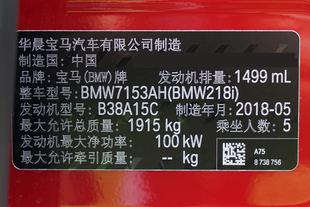 华晨宝马汽车有限公司制造
制造国：中国
品牌：宝马(BMW)牌 发动机排量：1499 mL
整车型号：BMW7153AH(BMW218i)
发动机型号：B38A15C 制造年月：2018-05
最大允许总质量：1915 kg 乘坐人数：5
发动机最大净功率：100 kW
最大允许牵引质量：-- kg
A75
8 738 756